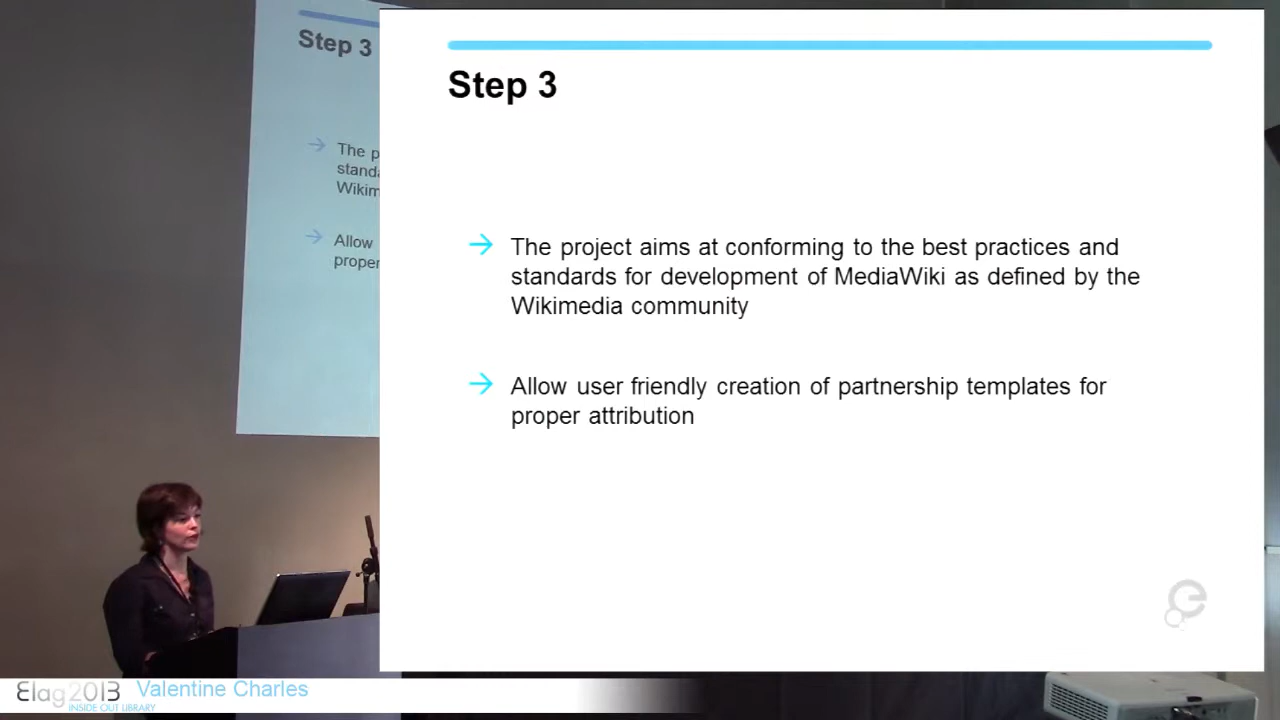 Step 3
The p
standa
Wikim
Allow
proper
Step 3
The project aims at conforming to the best practices and
standards for development of MediaWiki as defined by the
Wikimedia community
Allow user friendly creation of partnership templates for
proper attribution
Elag2013 Valentine Charles
INSIDE OUT LIBRARY